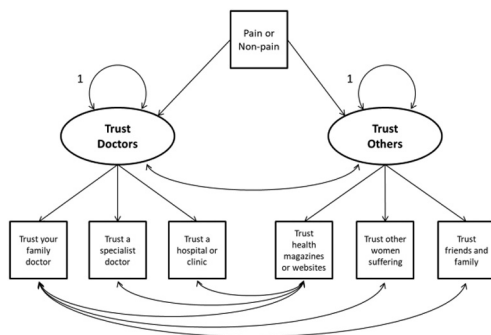 Pain or
Non-pain
1
1
Trust
Doctors
Trust
Others
Trust your
family
doctor
Trust a
specialist
doctor
Trust a
hospital or
clinic
Trust
health
magazines
or websites
Trust other
women
suffering
Trust
friends and
family